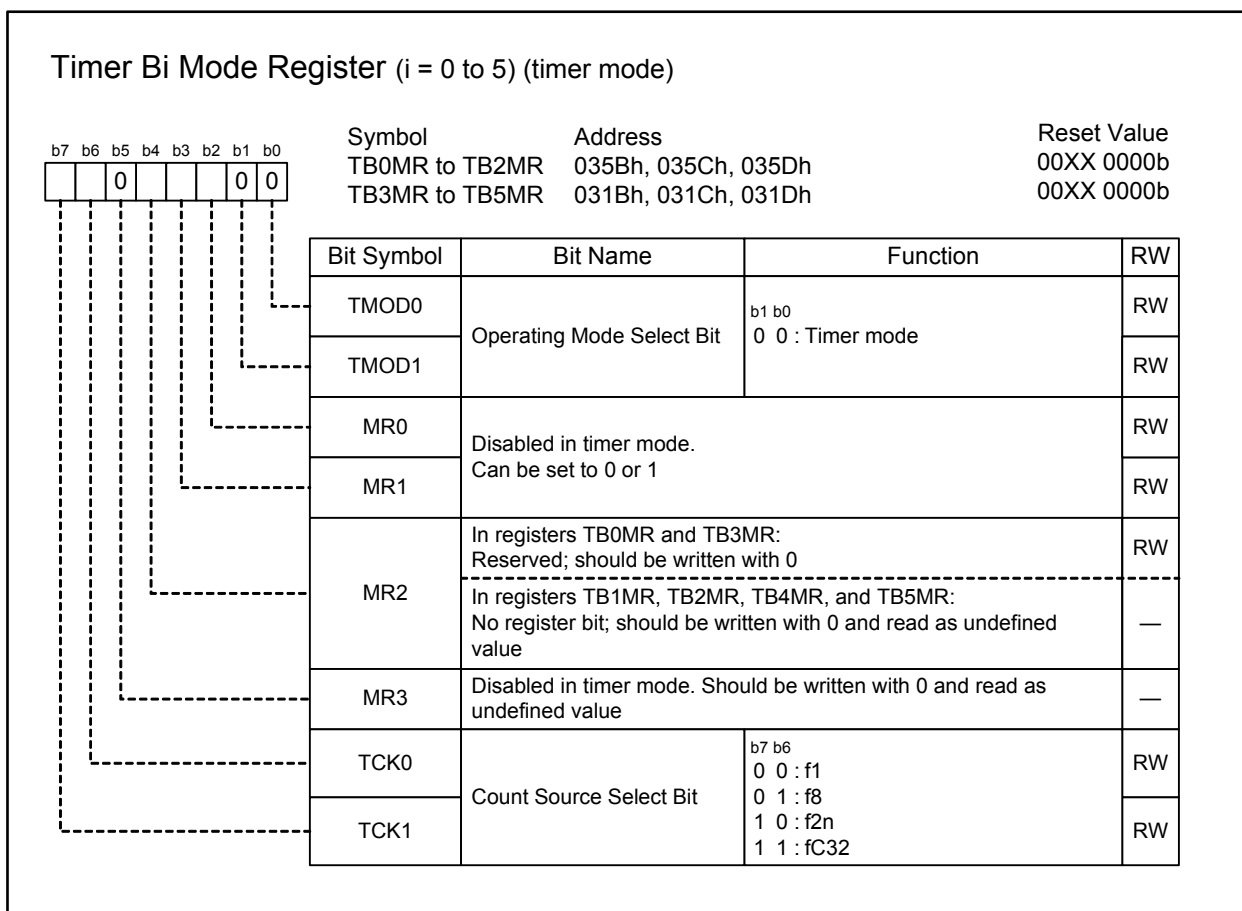 Timer Bi Mode Register (i = 0 to 5) (timer mode)
b7 b6 b5 b4 b3 b2 b1 b0
0 0 0
Symbol Address Reset Value
TB0MR to TB2MR 035Bh, 035Ch, 035Dh 00XX 0000b
TB3MR to TB5MR 031Bh, 031Ch, 031Dh 00XX 0000b
Bit Symbol Bit Name Function RW
TMOD0 RW
Operating Mode Select Bit
b1 b0
0 0 : Timer mode
TMOD1 RW
MR0 RW
Disabled in timer mode.
Can be set to 0 or 1
MR1 RW
MR2
In registers TB0MR and TB3MR:
Reserved; should be written with 0
RW
In registers TB1MR, TB2MR, TB4MR, and TB5MR:
No register bit; should be written with 0 and read as undefined
value
—
MR3
Disabled in timer mode. Should be written with 0 and read as
undefined value
—
TCK0 RW
Count Source Select Bit
b7 b6
0 0 : f1
0 1 : f8
1 0 : f2n
1 1 : fC32
TCK1 RW